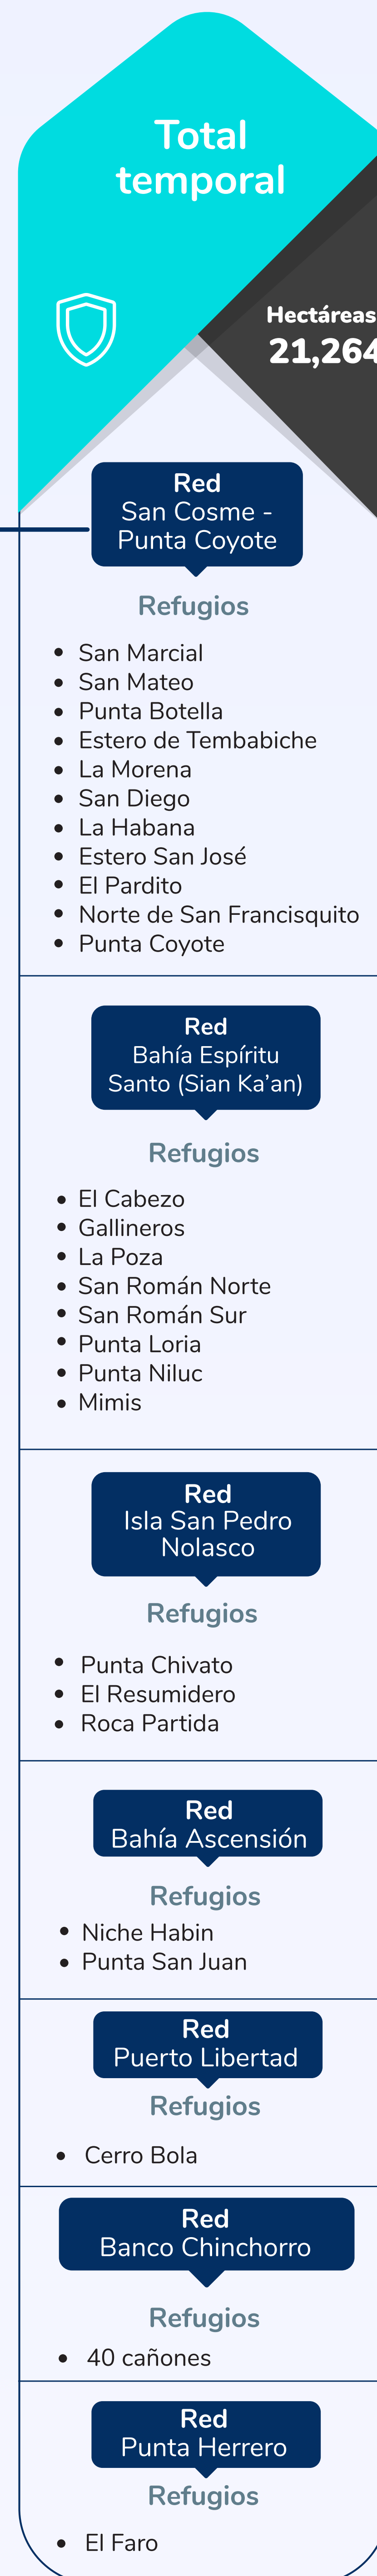 Total
temporal
Hectáreas
21,264
Red
San Cosme -
Punta Coyote
Refugios
• San Marcial
• San Mateo
• Punta Botella
• Estero de Tembabiche
• La Morena
• San Diego
• La Habana
• Estero San José
• El Pardito
• Norte de San Francisquito
• Punta Coyote
Red
Bahía Espíritu
Santo (Sian Ka’an)
Refugios
• El Cabezo
• Gallineros
• La Poza
• San Román Norte
• San Román Sur
• Punta Loria
• Punta Niluc
• Mimis
Red
Isla San Pedro
Nolasco
Refugios
• Punta Chivato
• El Resumidero
• Roca Partida
Red
Bahía Ascensión
Refugios
• Niche Habin
• Punta San Juan
Red
Puerto Libertad
Refugios
• Cerro Bola
Red
Banco Chinchorro
Refugios
• 40 cañones
Red
Punta Herrero
Refugios
• El Faro